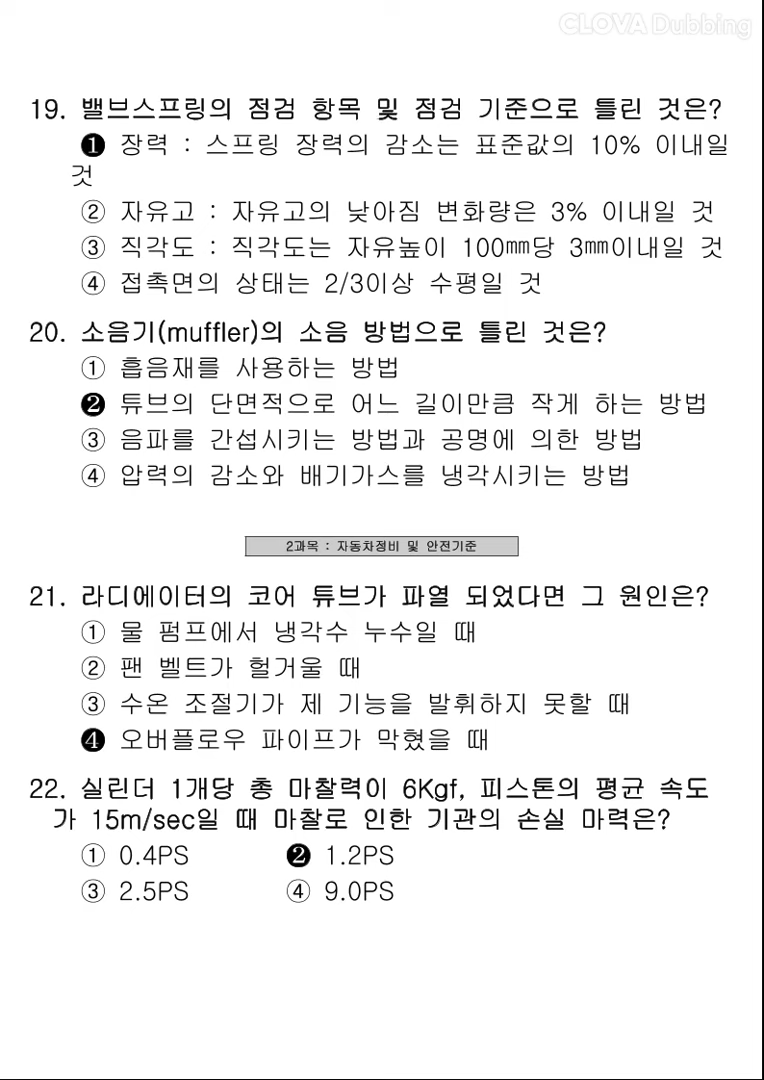 CLOVA Dubbing
19. 밸브스프링의 점검 항목 및 점검 기준으로 틀린 것은?
❶ 장력 : 스프링 장력의 감소는 표준값의 10% 이내일
것
② 자유고 : 자유고의 낮아짐 변화량은 3% 이내일 것
③ 직각도 : 직각도는 자유높이 100㎜당 3㎜이내일 것
④ 접촉면의 상태는 2/3이상 수평일 것
20. 소음기(muffler)의 소음 방법으로 틀린 것은?
① 흡음재를 사용하는 방법
❷ 튜브의 단면적으로 어느 길이만큼 작게 하는 방법
③ 음파를 간섭시키는 방법과 공명에 의한 방법
④ 압력의 감소와 배기가스를 냉각시키는 방법
2과목 : 자동차정비 및 안전기준
21. 라디에이터의 코어 튜브가 파열 되었다면 그 원인은?
① 물 펌프에서 냉각수 누수일 때
② 팬 벨트가 헐거울 때
③ 수온 조절기가 제 기능을 발휘하지 못할 때
❹ 오버플로우 파이프가 막혔을 때
22. 실린더 1개당 총 마찰력이 6Kgf, 피스톤의 평균 속도
가 15m/sec일 때 마찰로 인한 기관의 손실 마력은?
① 0.4PS ❷ 1.2PS
③ 2.5PS ④ 9.0PS